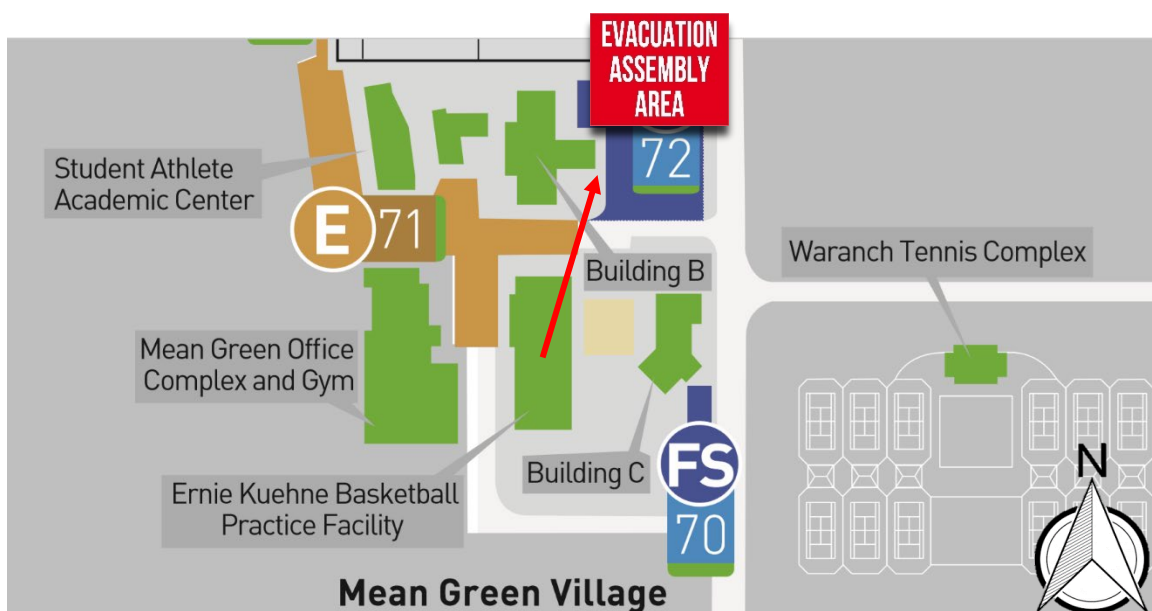 EVACUATION
ASSEMBLY
AREA
72
Student Athlete
Academic Center
E
71
Building B
Waranch Tennis Complex
Mean Green Office
Complex and Gym
Building C
FS
70
Ernie Kuehne Basketball
Practice Facility
N
Mean Green Village